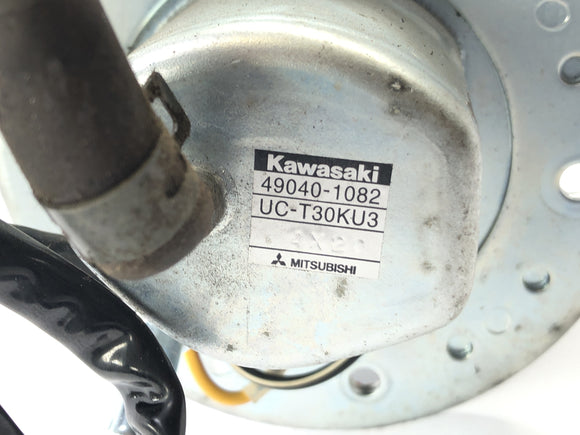 Kawasaki
49040-1082
UC-T30KU3
MITSUBISHI